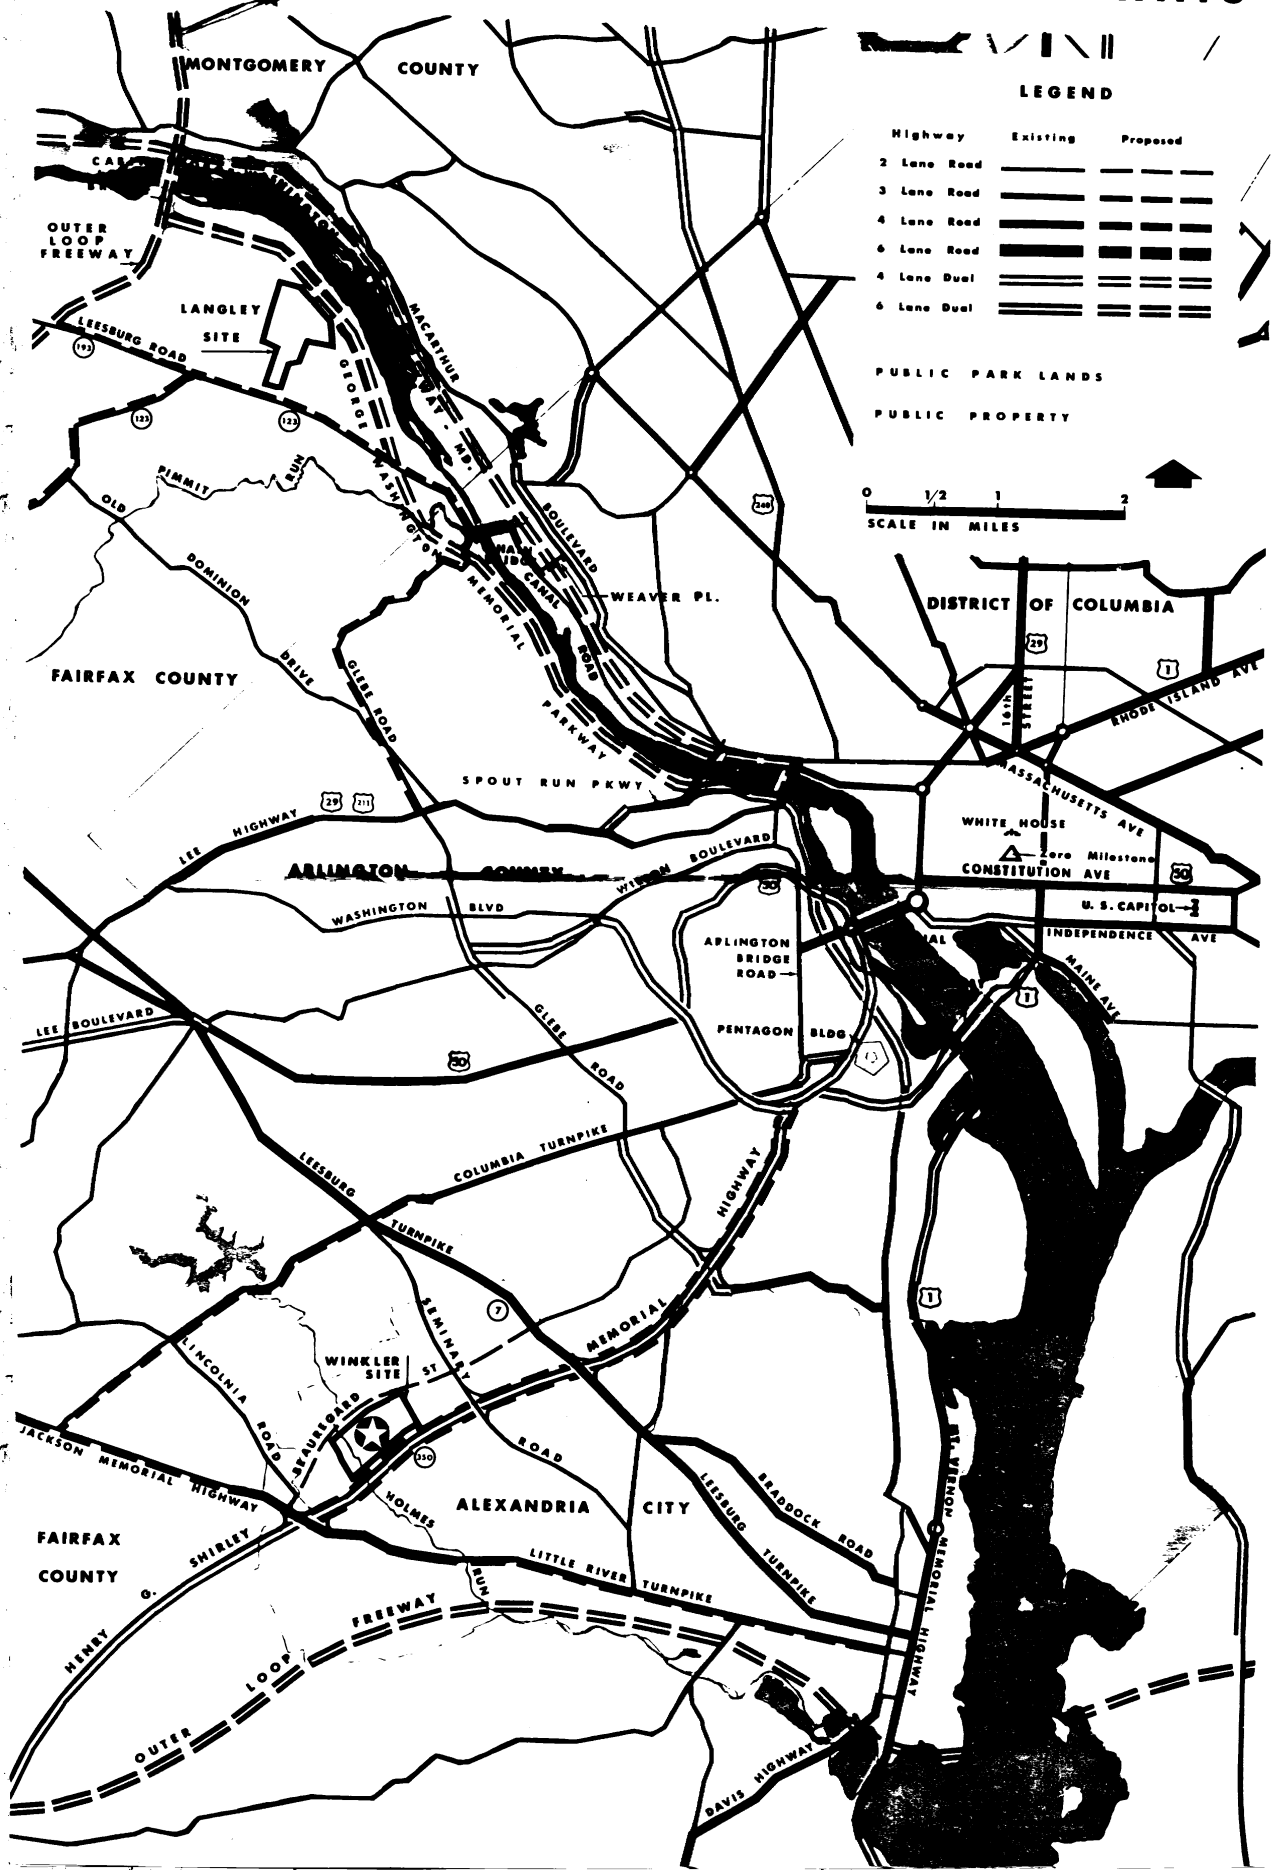 MONTGOMERY COUNTY
LEGEND
Highway Existing Proposed
2 Lane Road
3 Lane Road
4 Lane Road
6 Lane Road
4 Lane Dual
6 Lane Dual
PUBLIC PARK LANDS
PUBLIC PROPERTY
0 1/2 1 2
SCALE IN MILES
OUTER
LOOP
FREEWAY
LANGLEY
SITE
LEESBURG ROAD
193
123
123
MACARTHUR
BOULEVARD
GEORGE
WASHINGTON
MEMORIAL
PARKWAY
WAY - MD.
PIMMIT RUN
OLD
DOMINION
DRIVE
CANAL
ROAD
WEAVER PL.
240
DISTRICT OF COLUMBIA
29
1
16th
STREET
RHODE ISLAND AVE
MASSACHUSETTS AVE
FAIRFAX COUNTY
GLEBE ROAD
SPOUT RUN PKWY
29 211
LEE HIGHWAY
WHITE HOUSE
Zero Milestone
CONSTITUTION AVE
50
U.S. CAPITOL
INDEPENDENCE AVE
MAINE AVE
1
ARLINGTON COUNTY
WILSON BOULEVARD
50
WASHINGTON BLVD
ARLINGTON
BRIDGE
ROAD
PENTAGON BLDG
LEE BOULEVARD
50
GLEBE
ROAD
COLUMBIA TURNPIKE
LEESBURG
TURNPIKE
HIGHWAY
MEMORIAL
7
1
SEMINARY
ROAD
WINKLER
SITE
ST
BEAUREGARD
LINCOLNIA
ROAD
350
JACKSON MEMORIAL HIGHWAY
HOLMES
RUN
ALEXANDRIA CITY
LEESBURG
TURNPIKE
BRADDOCK ROAD
MT. VERNON MEMORIAL HIGHWAY
FAIRFAX
COUNTY
HENRY G. SHIRLEY
LITTLE RIVER TURNPIKE
OUTER LOOP FREEWAY
DAVIS HIGHWAY